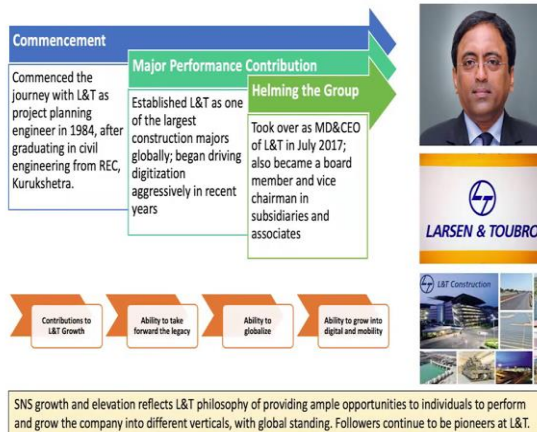 Commencement
Commenced the
journey with L&T as
project planning
engineer in 1984, after
graduating in civil
engineering from REC,
Kurukshetra.
Major Performance Contribution
Established L&T as one
of the largest
construction majors
globally; began driving
digitization
aggressively in recent
years
Helming the Group
Took over as MD&CEO
of L&T in July 2017;
also became a board
member and vice
chairman in
subsidiaries and
associates
LARSEN & TOUBRO
L&T Construction
Contributions to
L&T Growth
Ability to take
forward the legacy
Ability to
globalize
Ability to grow into
digital and mobility
SNS growth and elevation reflects L&T philosophy of providing ample opportunities to individuals to perform
and grow the company into different verticals, with global standing. Followers continue to be pioneers at L&T.